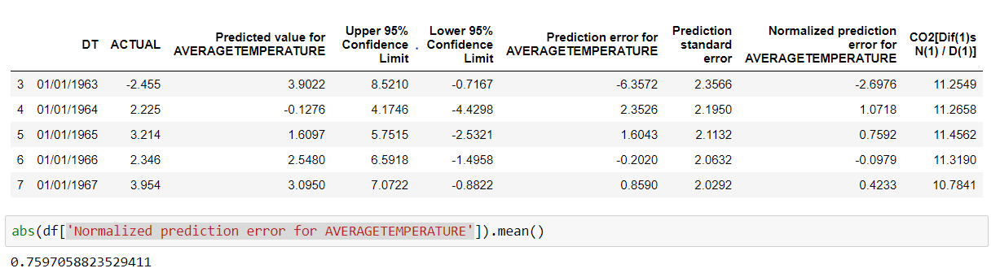 DT ACTUAL Predicted value for AVERAGETEMPERATURE Upper 95% Confidence Limit . Lower 95% Confidence Limit Prediction error for AVERAGETEMPERATURE Prediction standard error Normalized prediction error for AVERAGETEMPERATURE CO2[Dif(1)s N(1) / D(1)]
3 01/01/1963 -2.455 3.9022 8.5210 -0.7167 -6.3572 2.3566 -2.6976 11.2549
4 01/01/1964 2.225 -0.1276 4.1746 -4.4298 2.3526 2.1950 1.0718 11.2658
5 01/01/1965 3.214 1.6097 5.7515 -2.5321 1.6043 2.1132 0.7592 11.4562
6 01/01/1966 2.346 2.5480 6.5918 -1.4958 -0.2020 2.0632 -0.0979 11.3190
7 01/01/1967 3.954 3.0950 7.0722 -0.8822 0.8590 2.0292 0.4233 10.7841
abs(df['Normalized prediction error for AVERAGETEMPERATURE']).mean()
0.7597058823529411